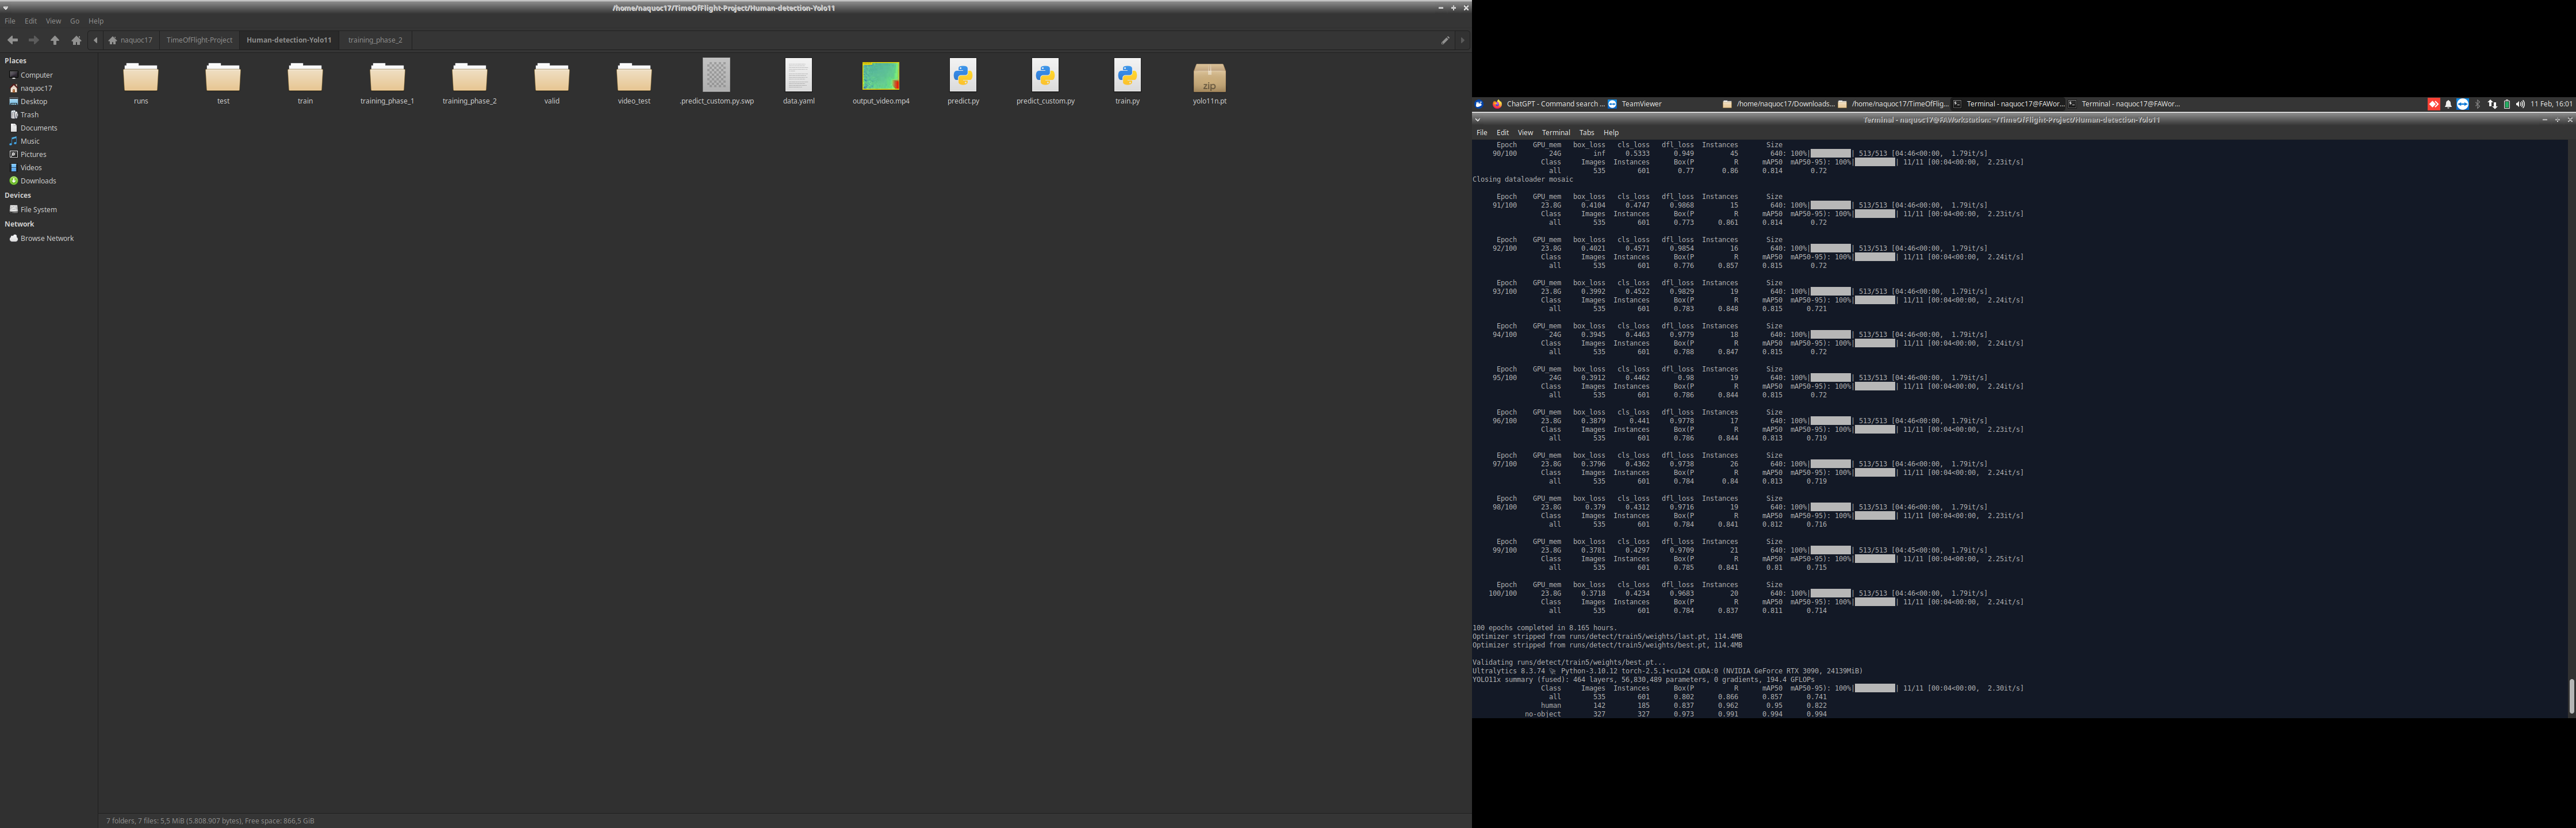 /home/naquoc17/TimeOfFlight-Project/Human-detection-Yolo11
File Edit View Go Help
naquoc17 TimeOfFlight-Project Human-detection-Yolo11 training_phase_2
Places
Computer
naquoc17
Desktop
Trash
Documents
Music
Pictures
Videos
Downloads
Devices
File System
Network
Browse Network
runs test train training_phase_1 training_phase_2 valid video_test .predict_custom.py.swp data.yaml output_video.mp4 predict.py predict_custom.py train.py yolo11n.pt
zip
7 folders, 7 files: 5,5 MiB (5.808.907 bytes), Free space: 866,5 GiB
ChatGPT - Command search ... TeamViewer /home/naquoc17/Downloads... /home/naquoc17/TimeOfFlig... Terminal - naquoc17@FAWor... Terminal - naquoc17@FAWor... 11 Feb, 16:01
Terminal - naquoc17@FAWorkstation: ~/TimeOfFlight-Project/Human-detection-Yolo11
File Edit View Terminal Tabs Help
Epoch GPU_mem box_loss cls_loss dfl_loss Instances Size
90/100 24G inf 0.5333 0.949 45 640: 100%| | 513/513 [04:46<00:00, 1.79it/s]
Class Images Instances Box(P R mAP50 mAP50-95): 100%| | 11/11 [00:04<00:00, 2.23it/s]
all 535 601 0.77 0.86 0.814 0.72
Closing dataloader mosaic
Epoch GPU_mem box_loss cls_loss dfl_loss Instances Size
91/100 23.8G 0.4104 0.4747 0.9868 15 640: 100%| | 513/513 [04:46<00:00, 1.79it/s]
Class Images Instances Box(P R mAP50 mAP50-95): 100%| | 11/11 [00:04<00:00, 2.23it/s]
all 535 601 0.773 0.861 0.814 0.72
Epoch GPU_mem box_loss cls_loss dfl_loss Instances Size
92/100 23.8G 0.4021 0.4571 0.9854 16 640: 100%| | 513/513 [04:46<00:00, 1.79it/s]
Class Images Instances Box(P R mAP50 mAP50-95): 100%| | 11/11 [00:04<00:00, 2.24it/s]
all 535 601 0.776 0.857 0.815 0.72
Epoch GPU_mem box_loss cls_loss dfl_loss Instances Size
93/100 23.8G 0.3992 0.4522 0.9829 19 640: 100%| | 513/513 [04:46<00:00, 1.79it/s]
Class Images Instances Box(P R mAP50 mAP50-95): 100%| | 11/11 [00:04<00:00, 2.24it/s]
all 535 601 0.783 0.848 0.815 0.721
Epoch GPU_mem box_loss cls_loss dfl_loss Instances Size
94/100 24G 0.3945 0.4463 0.9779 18 640: 100%| | 513/513 [04:46<00:00, 1.79it/s]
Class Images Instances Box(P R mAP50 mAP50-95): 100%| | 11/11 [00:04<00:00, 2.24it/s]
all 535 601 0.788 0.847 0.815 0.72
Epoch GPU_mem box_loss cls_loss dfl_loss Instances Size
95/100 24G 0.3912 0.4462 0.98 19 640: 100%| | 513/513 [04:46<00:00, 1.79it/s]
Class Images Instances Box(P R mAP50 mAP50-95): 100%| | 11/11 [00:04<00:00, 2.24it/s]
all 535 601 0.786 0.844 0.815 0.72
Epoch GPU_mem box_loss cls_loss dfl_loss Instances Size
96/100 23.8G 0.3879 0.441 0.9778 17 640: 100%| | 513/513 [04:46<00:00, 1.79it/s]
Class Images Instances Box(P R mAP50 mAP50-95): 100%| | 11/11 [00:04<00:00, 2.23it/s]
all 535 601 0.786 0.844 0.813 0.719
Epoch GPU_mem box_loss cls_loss dfl_loss Instances Size
97/100 23.8G 0.3796 0.4362 0.9738 26 640: 100%| | 513/513 [04:46<00:00, 1.79it/s]
Class Images Instances Box(P R mAP50 mAP50-95): 100%| | 11/11 [00:04<00:00, 2.24it/s]
all 535 601 0.784 0.84 0.813 0.719
Epoch GPU_mem box_loss cls_loss dfl_loss Instances Size
98/100 23.8G 0.379 0.4312 0.9716 19 640: 100%| | 513/513 [04:46<00:00, 1.79it/s]
Class Images Instances Box(P R mAP50 mAP50-95): 100%| | 11/11 [00:04<00:00, 2.23it/s]
all 535 601 0.784 0.841 0.812 0.716
Epoch GPU_mem box_loss cls_loss dfl_loss Instances Size
99/100 23.8G 0.3781 0.4297 0.9709 21 640: 100%| | 513/513 [04:45<00:00, 1.79it/s]
Class Images Instances Box(P R mAP50 mAP50-95): 100%| | 11/11 [00:04<00:00, 2.25it/s]
all 535 601 0.785 0.841 0.81 0.715
Epoch GPU_mem box_loss cls_loss dfl_loss Instances Size
100/100 23.8G 0.3718 0.4234 0.9683 20 640: 100%| | 513/513 [04:46<00:00, 1.79it/s]
Class Images Instances Box(P R mAP50 mAP50-95): 100%| | 11/11 [00:04<00:00, 2.24it/s]
all 535 601 0.784 0.837 0.811 0.714
100 epochs completed in 8.165 hours.
Optimizer stripped from runs/detect/train5/weights/last.pt, 114.4MB
Optimizer stripped from runs/detect/train5/weights/best.pt, 114.4MB
Validating runs/detect/train5/weights/best.pt...
Ultralytics 8.3.74 Python-3.10.12 torch-2.5.1+cu124 CUDA:0 (NVIDIA GeForce RTX 3090, 24139MiB)
YOLO11x summary (fused): 464 layers, 56,830,489 parameters, 0 gradients, 194.4 GFLOPs
Class Images Instances Box(P R mAP50 mAP50-95): 100%| | 11/11 [00:04<00:00, 2.30it/s]
all 535 601 0.802 0.866 0.857 0.741
human 142 185 0.837 0.962 0.95 0.822
no-object 327 327 0.973 0.991 0.994 0.994